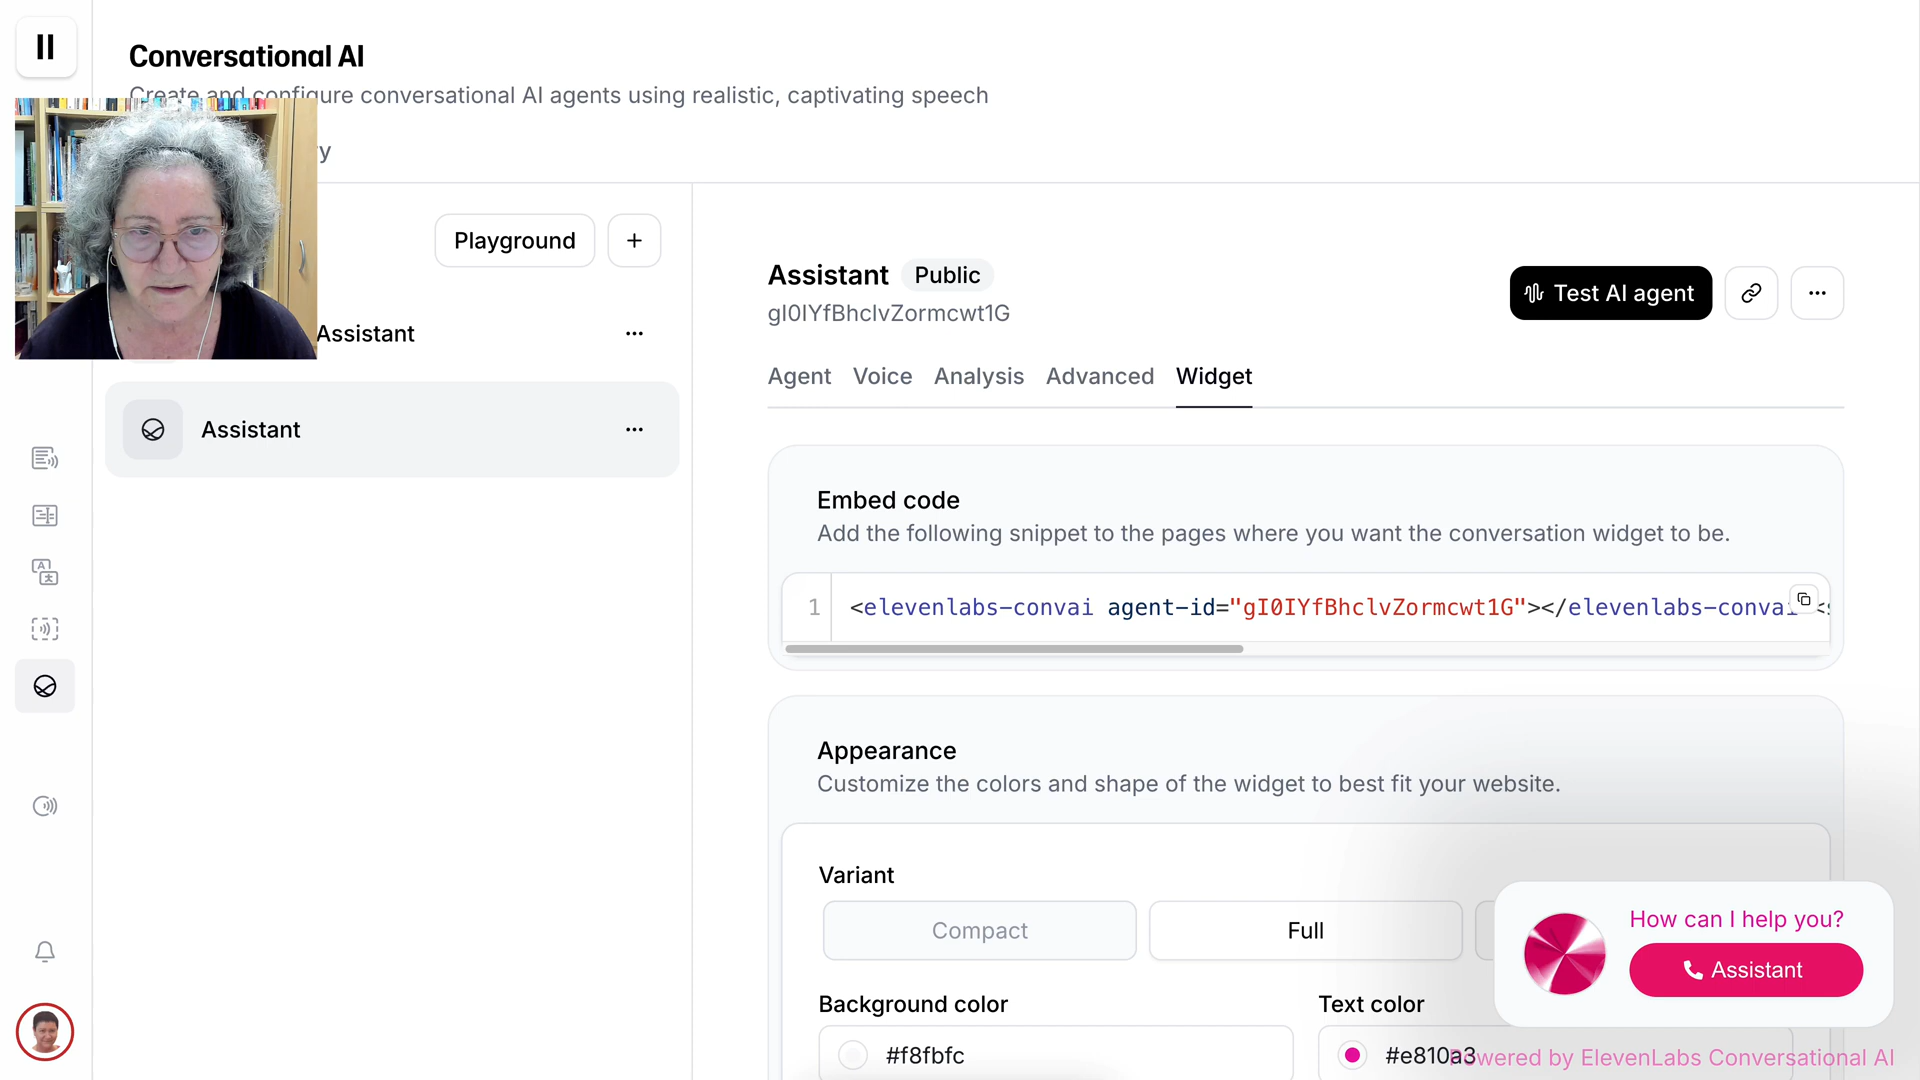 Conversational AI
Create and configure conversational AI agents using realistic, captivating speech
y
Playground
+
Assistant
Assistant
Assistant Public
gI0IYfBhclvZormcwt1G
Test AI agent
Agent Voice Analysis Advanced Widget
Embed code
Add the following snippet to the pages where you want the conversation widget to be.
1 <elevenlabs-convai agent-id="gI0IYfBhclvZormcwt1G"></elevenlabs-convai <s
Appearance
Customize the colors and shape of the widget to best fit your website.
Variant
Compact
Full
How can I help you?
Assistant
Background color
Text color
#f8fbfc
#e810a3
Powered by ElevenLabs Conversational AI